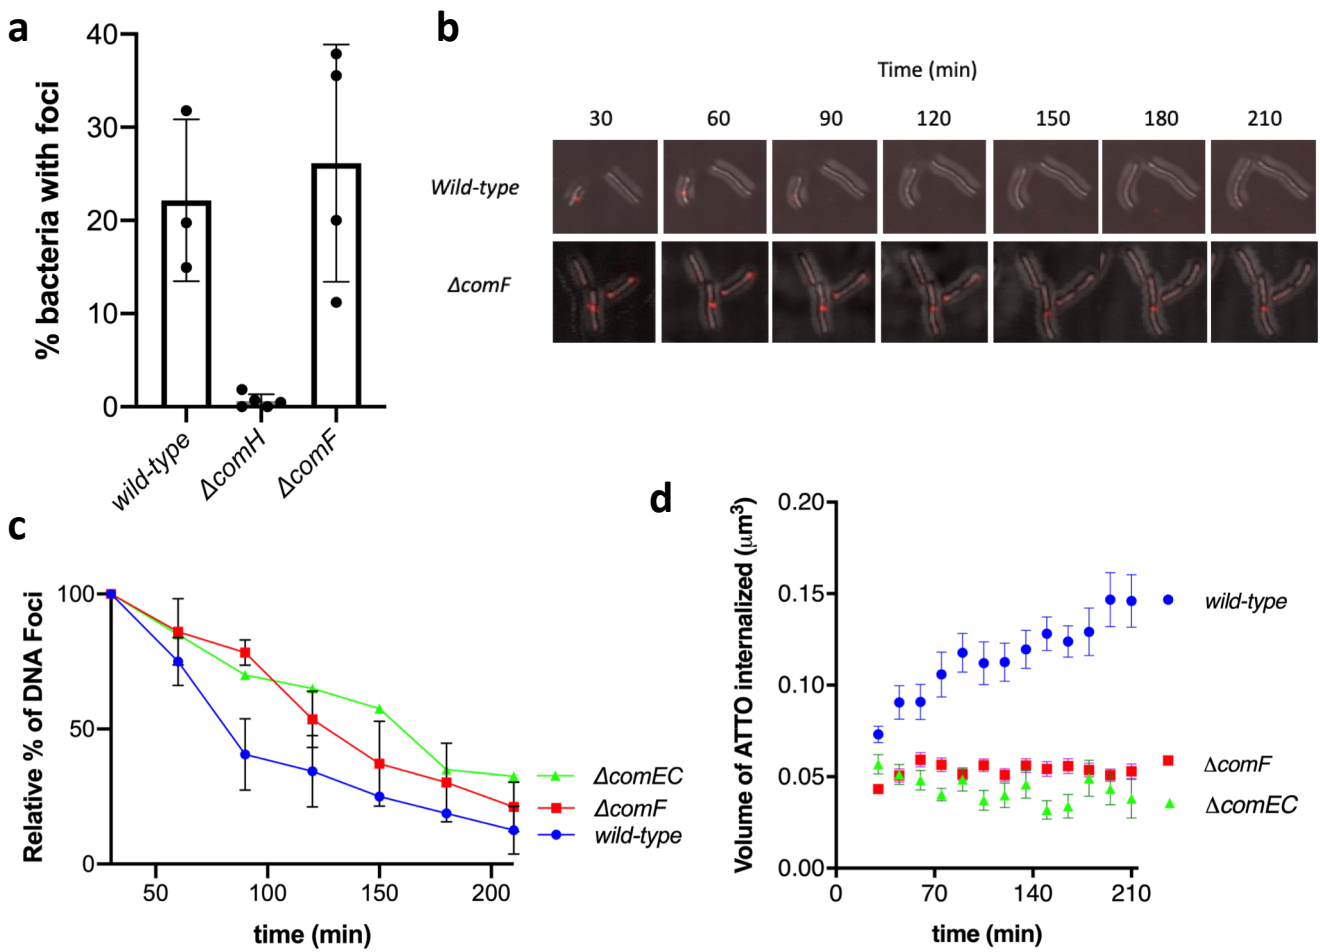 a
% bacteria with foci
40
30
20
10
0
wild-type
ΔcomH
ΔcomF
b
Time (min)
30 60 90 120 150 180 210
Wild-type
ΔcomF
c
Relative % of DNA Foci
100
50
0
50 100 150 200
time (min)
ΔcomEC
ΔcomF
wild-type
d
Volume of ATTO internalized (μm³)
0.20
0.15
0.10
0.05
0.00
0 70 140 210
time (min)
wild-type
ΔcomF
ΔcomEC